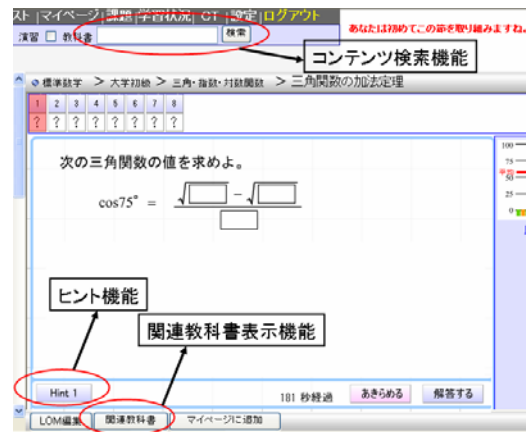 スト |マイページ|課題|学習状況| CT |設定|ログアウト
演習 教科書 検索
あなたは初めてこの節を取り組みますね。
コンテンツ検索機能
標準数学 > 大学初級 > 三角・指数・対数関数 > 三角関数の加法定理
1 2 3 4 5 6 7 8
? ? ? ? ? ? ? ?
次の三角関数の値を求めよ。
cos75° = √□ − √□ / □
100
75
平均
50
25
0
ヒント機能
関連教科書表示機能
Hint 1
181 秒経過
あきらめる
解答する
LOM編集
関連教科書
マイページに追加